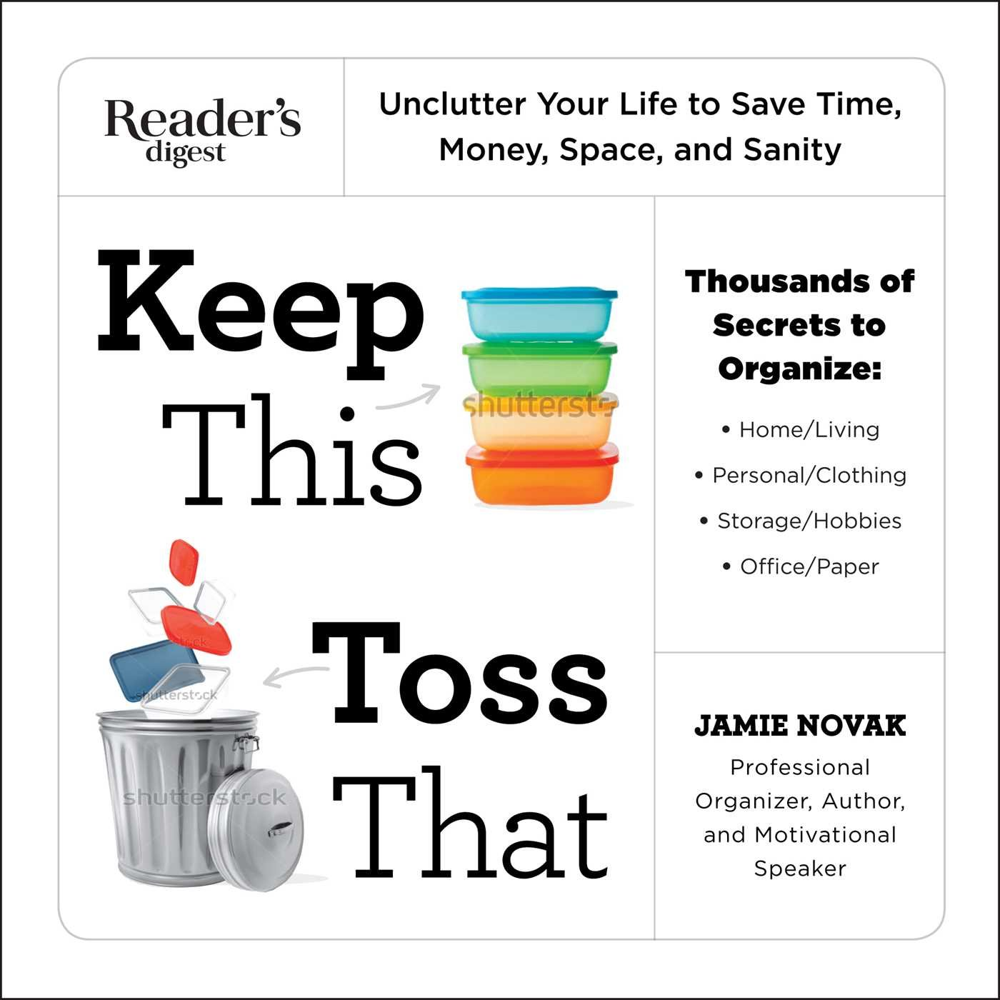 Reader's
digest
Unclutter Your Life to Save Time,
Money, Space, and Sanity
Keep
This
shutterst
Thousands of
Secrets to
Organize:
• Home/Living
• Personal/Clothing
• Storage/Hobbies
• Office/Paper
stock
shutterstock
shutterstock
Toss
That
JAMIE NOVAK
Professional
Organizer, Author,
and Motivational
Speaker